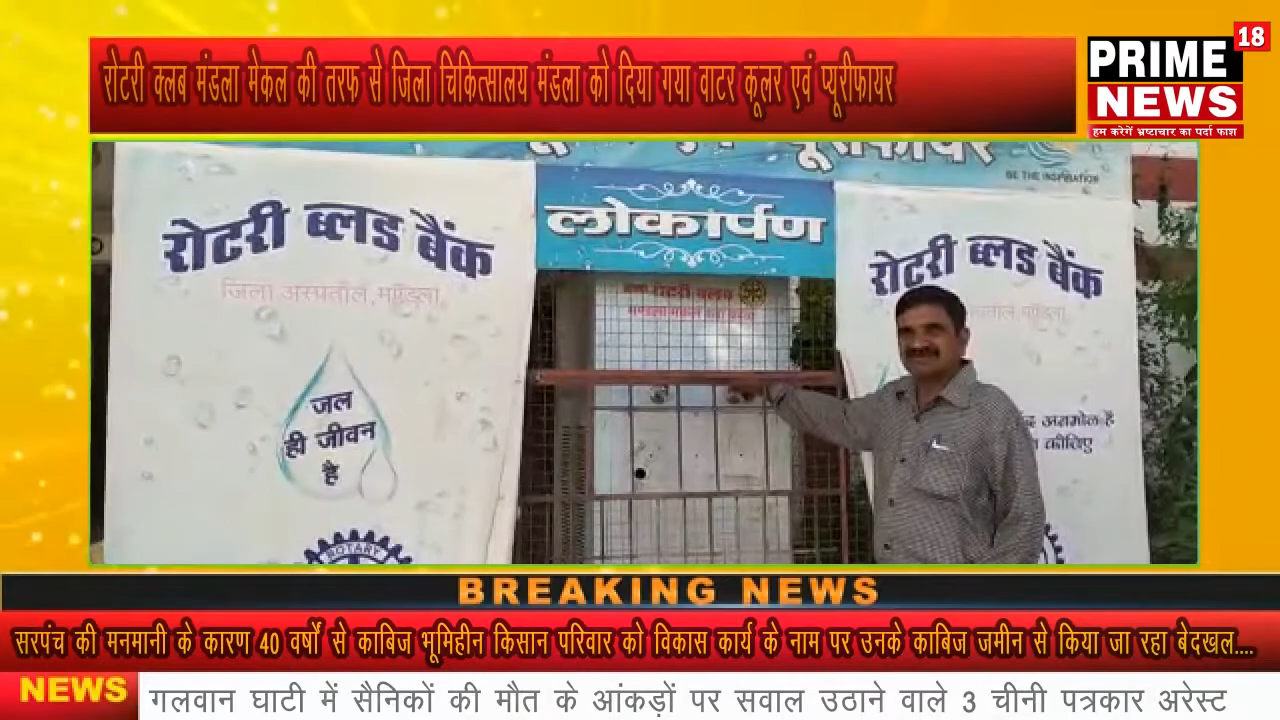 रोटरी क्लब मंडला मेकल की तरफ से जिला चिकित्सालय मंडला को दिया गया वाटर कूलर एवं प्यूरीफायर
PRIME 18
NEWS
हम करेगें भ्रष्टाचार का पर्दा फाश
BE THE INSPIRATION
लोकार्पण
रोटरी ब्लड बैंक
जिला अस्पताल, मण्डला
जल
ही जीवन
है
ROTARY
रोटरी ब्लड बैंक
अनमोल है
कीजिए
BREAKING NEWS
सरपंच की मनमानी के कारण 40 वर्षों से काबिज भूमिहीन किसान परिवार को विकास कार्य के नाम पर उनके काबिज जमीन से किया जा रहा बेदखल....
NEWS
गलवान घाटी में सैनिकों की मौत के आंकड़ों पर सवाल उठाने वाले 3 चीनी पत्रकार अरेस्ट